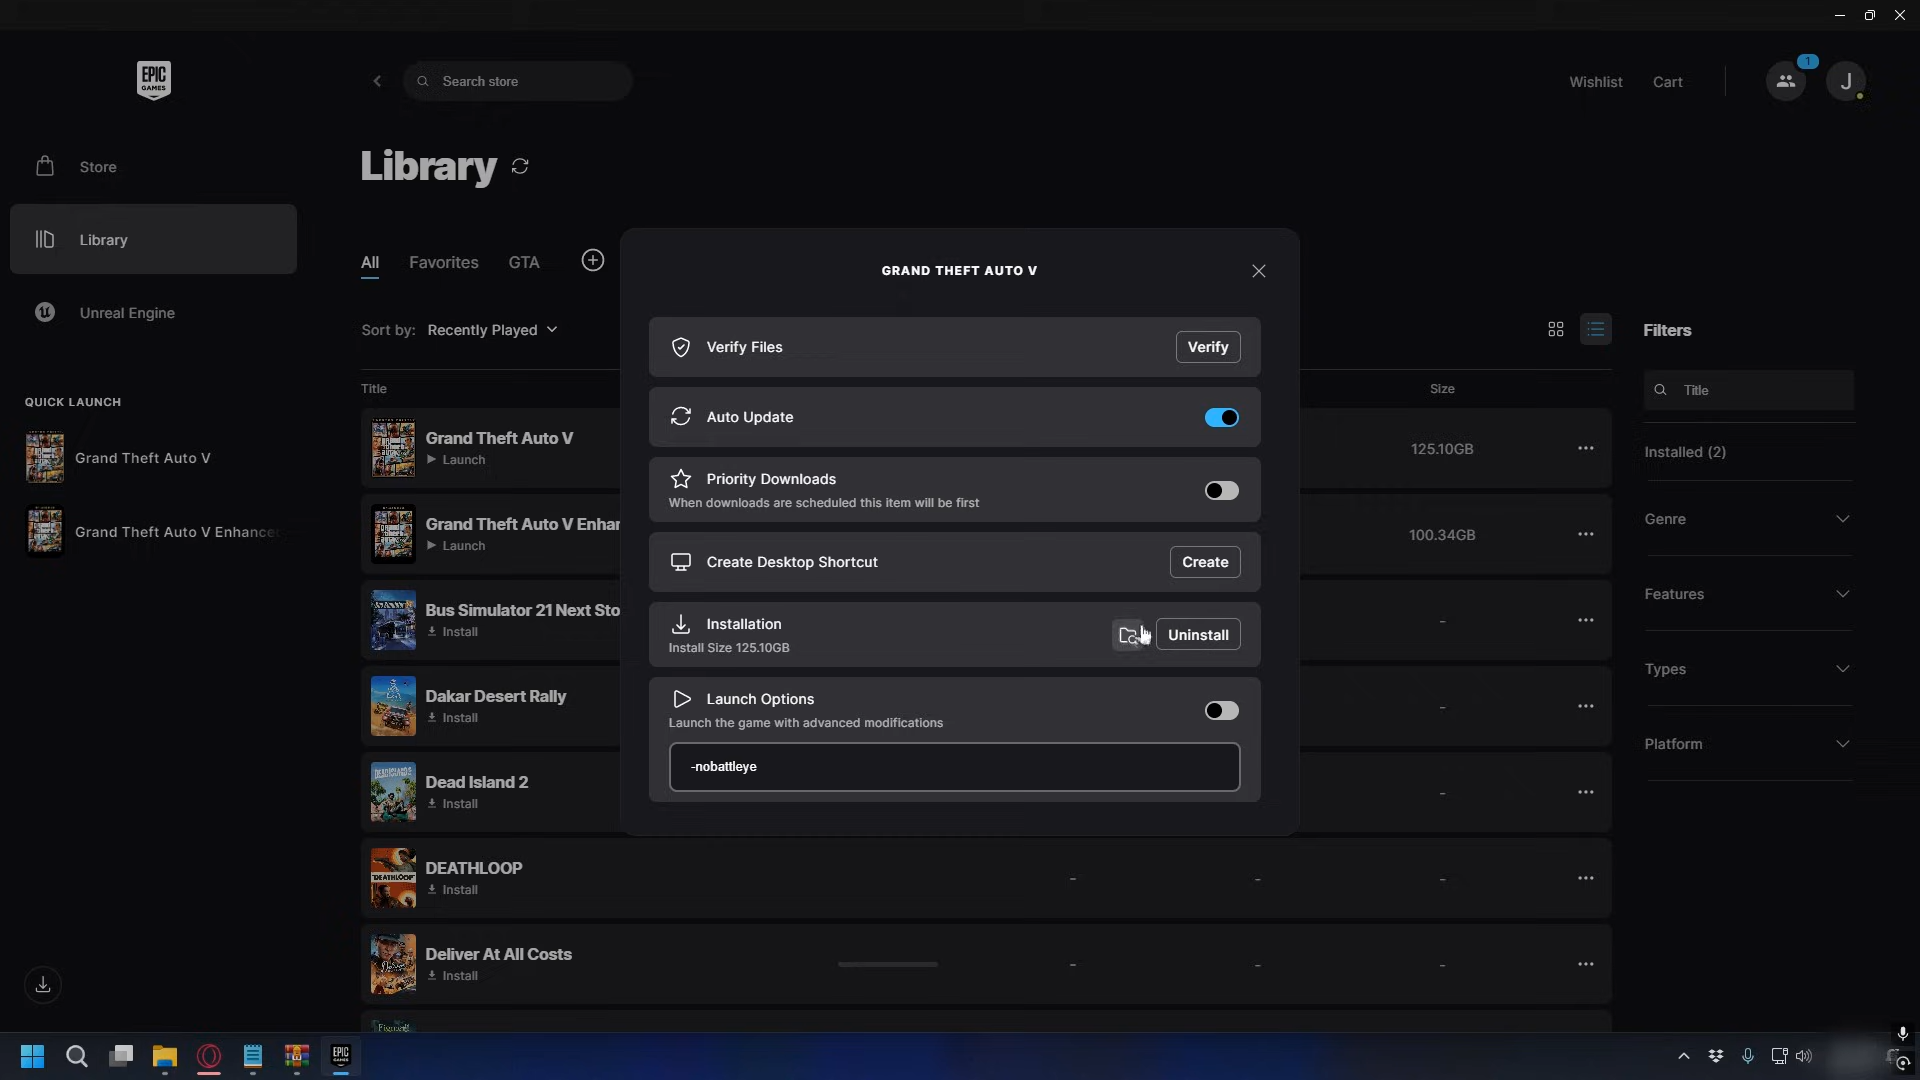 EPIC
GAMES
Search store
Wishlist
Cart
1
J
Store
Library
Unreal Engine
QUICK LAUNCH
Grand Theft Auto V
Grand Theft Auto V Enhance
Library
All
Favorites
GTA
Sort by: Recently Played
Title
Size
Grand Theft Auto V
Launch
125.10GB
Grand Theft Auto V Enhan
Launch
100.34GB
Bus Simulator 21 Next Sto
Install
-
Dakar Desert Rally
Install
-
Dead Island 2
Install
-
DEATHLOOP
Install
- - -
Deliver At All Costs
Install
- - -
GRAND THEFT AUTO V
Verify Files
Verify
Auto Update
Priority Downloads
When downloads are scheduled this item will be first
Create Desktop Shortcut
Create
Installation
Install Size 125.10GB
Uninstall
Launch Options
Launch the game with advanced modifications
-nobattleye
Filters
Title
Installed (2)
Genre
Features
Types
Platform
EPIC
GAMES